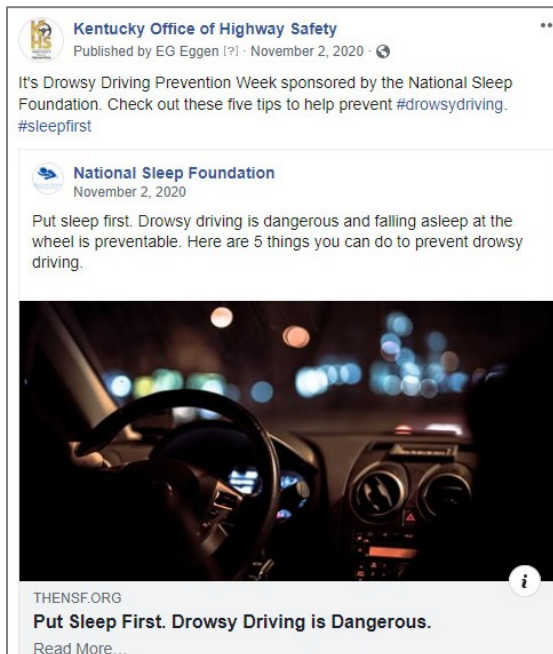 Kentucky Office of Highway Safety
Published by EG Eggen [?] · November 2, 2020 ·
It's Drowsy Driving Prevention Week sponsored by the National Sleep
Foundation. Check out these five tips to help prevent #drowsydriving.
#sleepfirst
National Sleep Foundation
November 2, 2020
Put sleep first. Drowsy driving is dangerous and falling asleep at the
wheel is preventable. Here are 5 things you can do to prevent drowsy
driving.
i
THENSF.ORG
Put Sleep First. Drowsy Driving is Dangerous.
Read More...